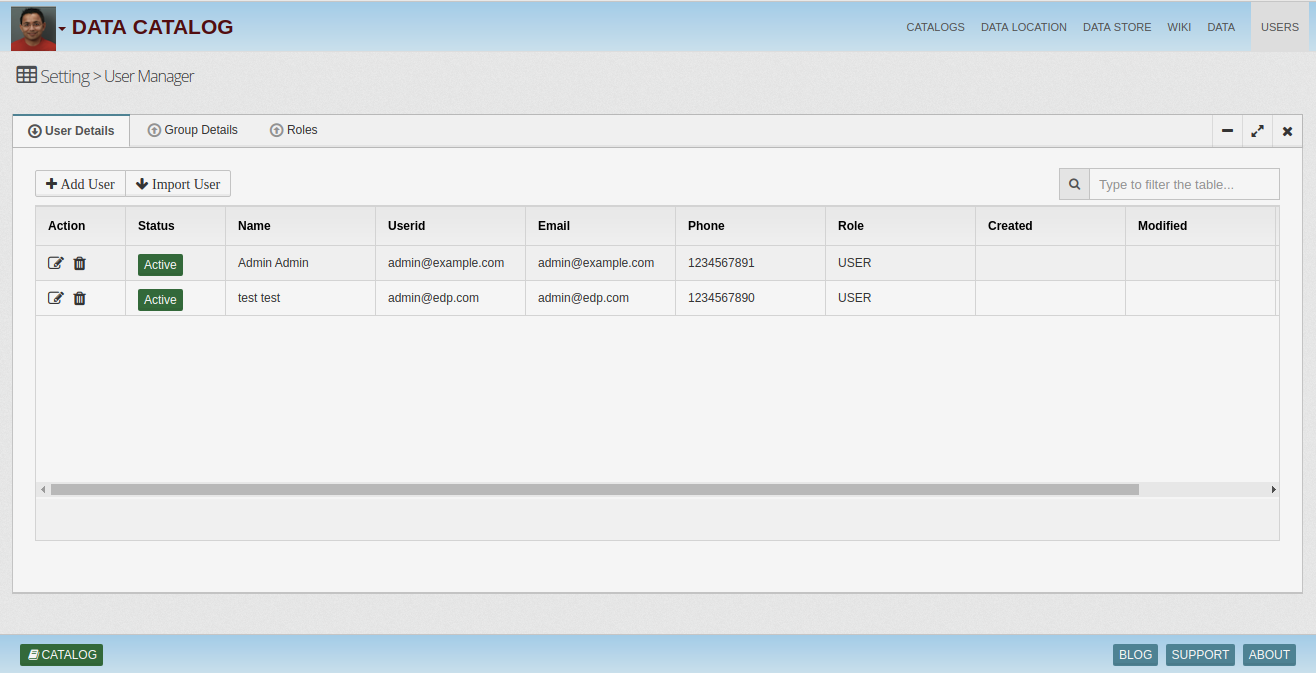 DATA CATALOG CATALOGS DATA LOCATION DATA STORE WIKI DATA USERS
Setting > User Manager
User Details Group Details Roles
Add User Import User Type to filter the table...
Action Status Name Userid Email Phone Role Created Modified
Active Admin Admin admin@example.com admin@example.com 1234567891 USER
Active test test admin@edp.com admin@edp.com 1234567890 USER
CATALOG BLOG SUPPORT ABOUT